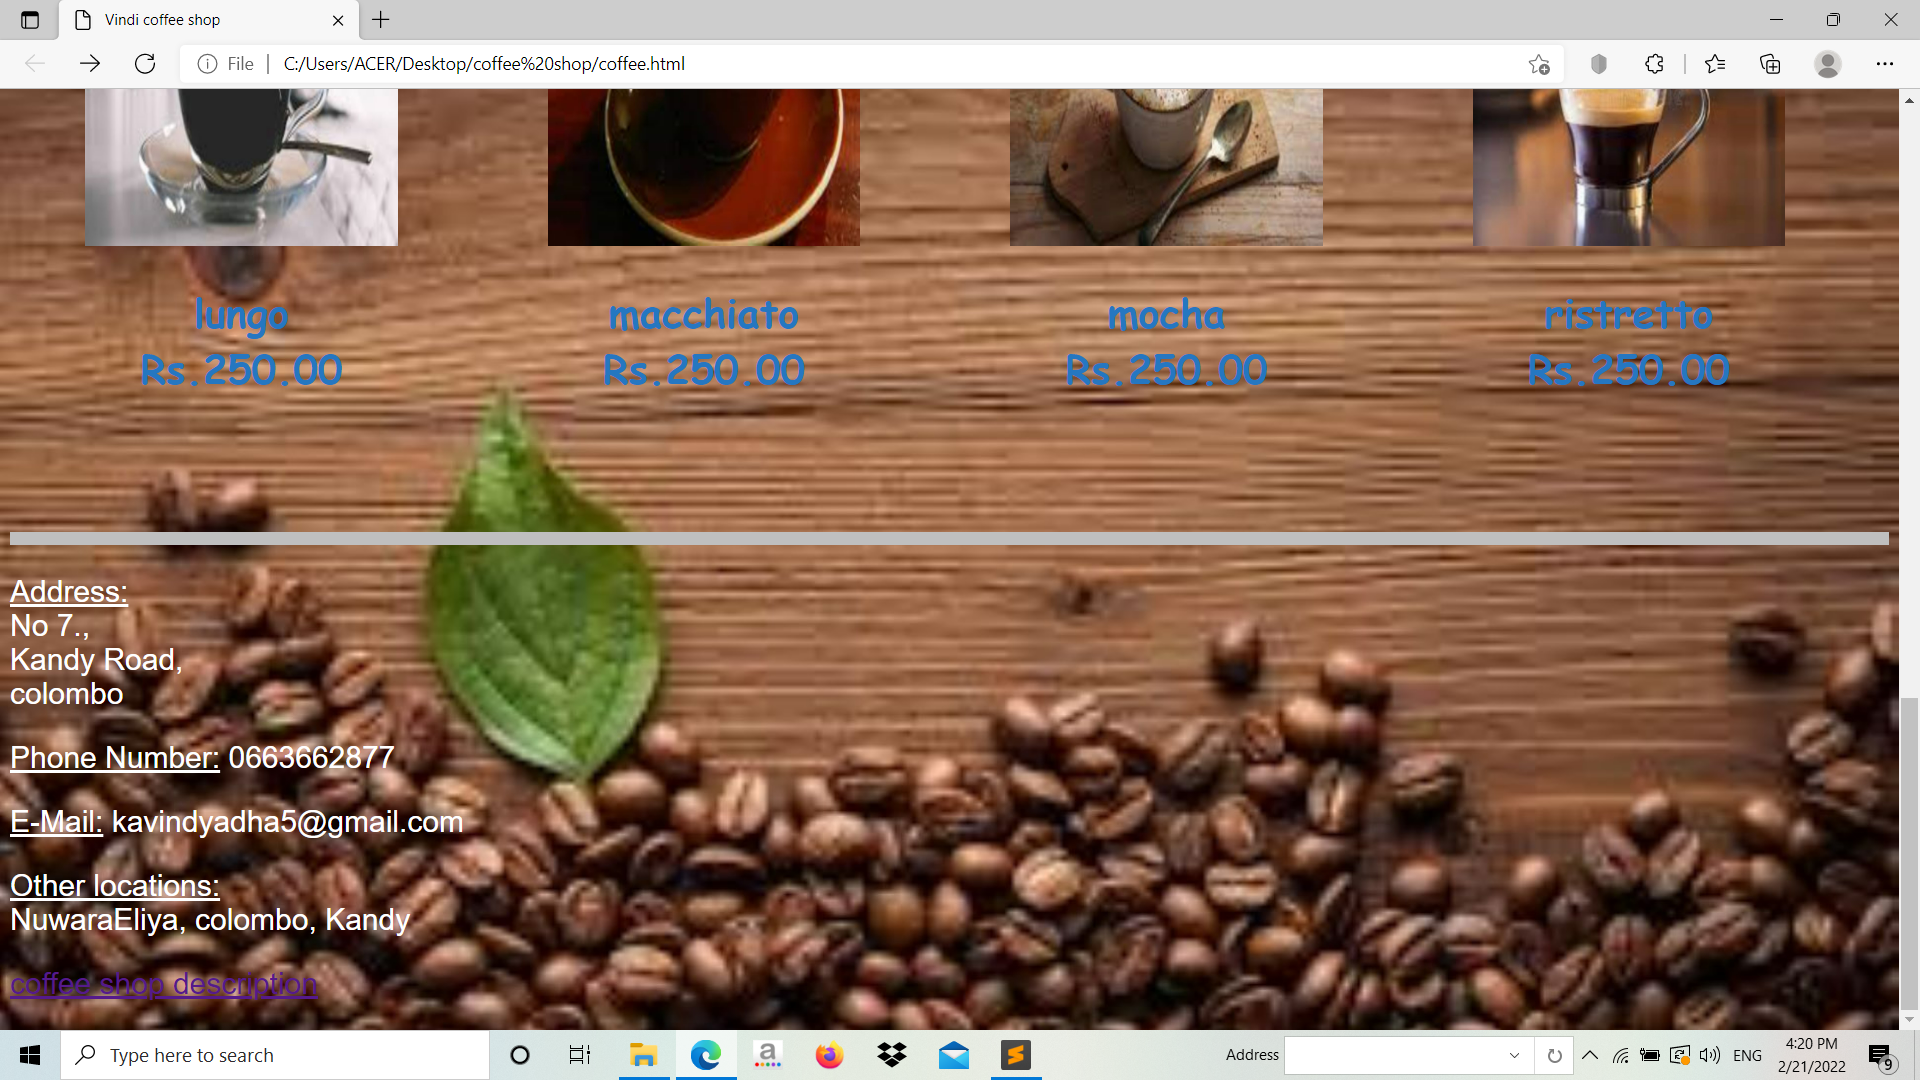 Vindi coffee shop
File
C:/Users/ACER/Desktop/coffee%20shop/coffee.html
lungo
Rs.250.00
macchiato
Rs.250.00
mocha
Rs.250.00
ristretto
Rs.250.00
Address:
No 7.,
Kandy Road,
colombo
Phone Number: 0663662877
E-Mail: kavindyadha5@gmail.com
Other locations:
NuwaraEliya, colombo, Kandy
coffee shop description
Type here to search
a
Address
ENG
4:20 PM
2/21/2022
9